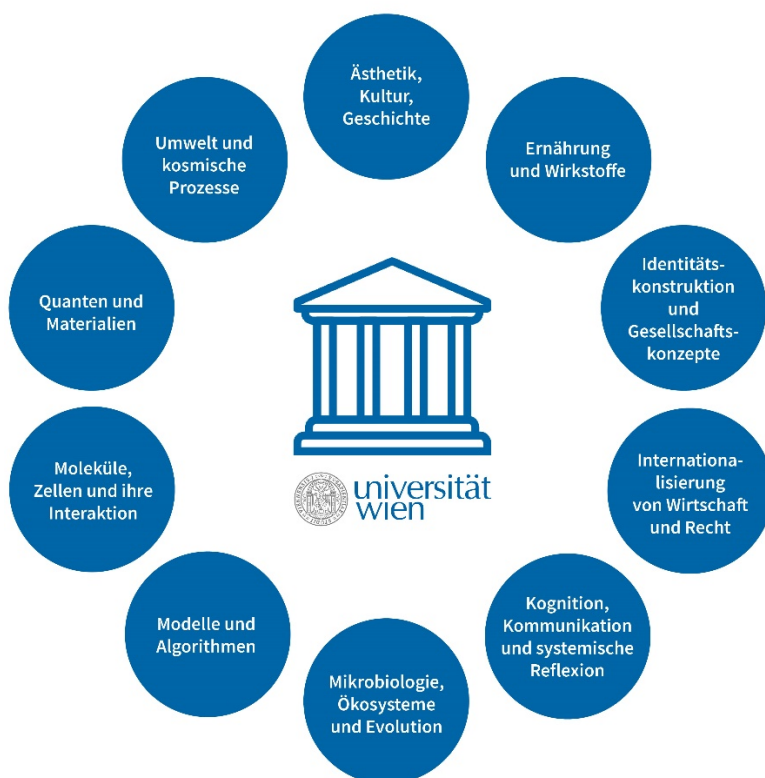 Ästhetik,
Kultur,
Geschichte
Ernährung
und Wirkstoffe
Identitäts-
konstruktion
und
Gesellschafts-
konzepte
Internationa-
lisierung
von Wirtschaft
und Recht
Kognition,
Kommunikation
und systemische
Reflexion
Mikrobiologie,
Ökosysteme
und Evolution
Modelle und
Algorithmen
Moleküle,
Zellen und ihre
Interaktion
Quanten und
Materialien
Umwelt und
kosmische
Prozesse
universität
wien